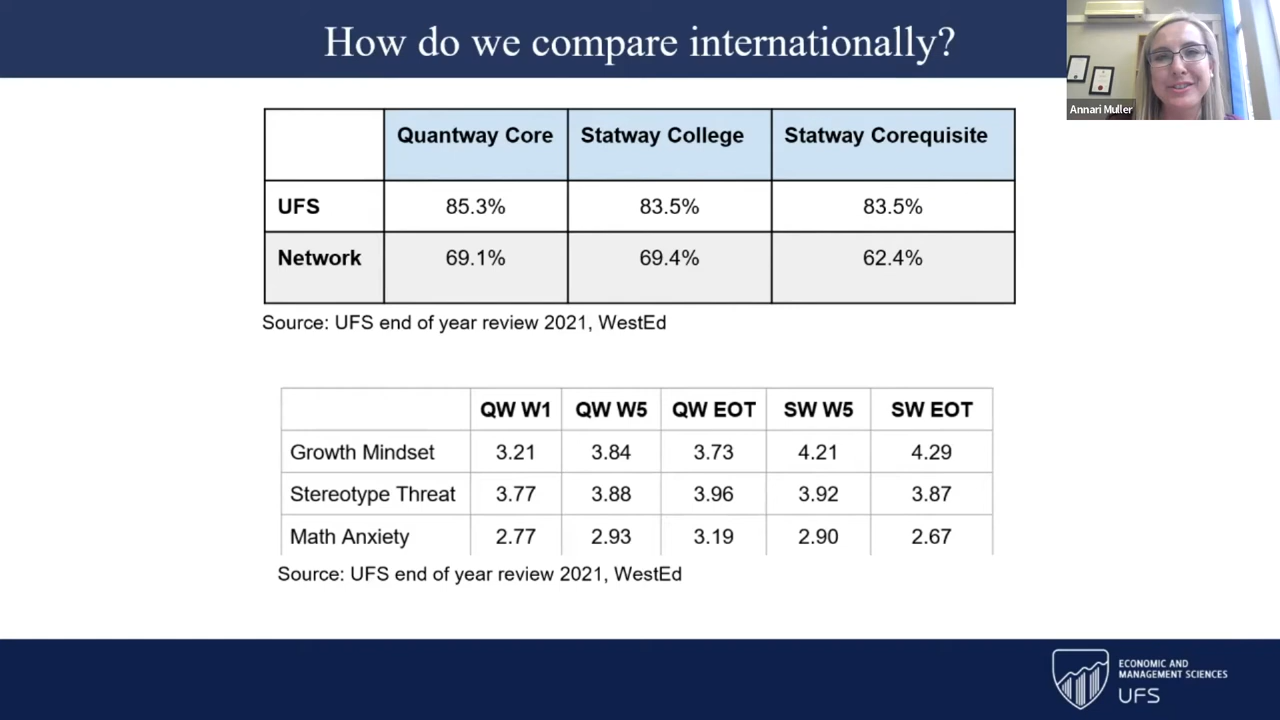 How do we compare internationally?
Annari Muller
Quantway Core Statway College Statway Corequisite
UFS 85.3% 83.5% 83.5%
Network 69.1% 69.4% 62.4%
Source: UFS end of year review 2021, WestEd
QW W1 QW W5 QW EOT SW W5 SW EOT
Growth Mindset 3.21 3.84 3.73 4.21 4.29
Stereotype Threat 3.77 3.88 3.96 3.92 3.87
Math Anxiety 2.77 2.93 3.19 2.90 2.67
Source: UFS end of year review 2021, WestEd
ECONOMIC AND
MANAGEMENT SCIENCES
UFS